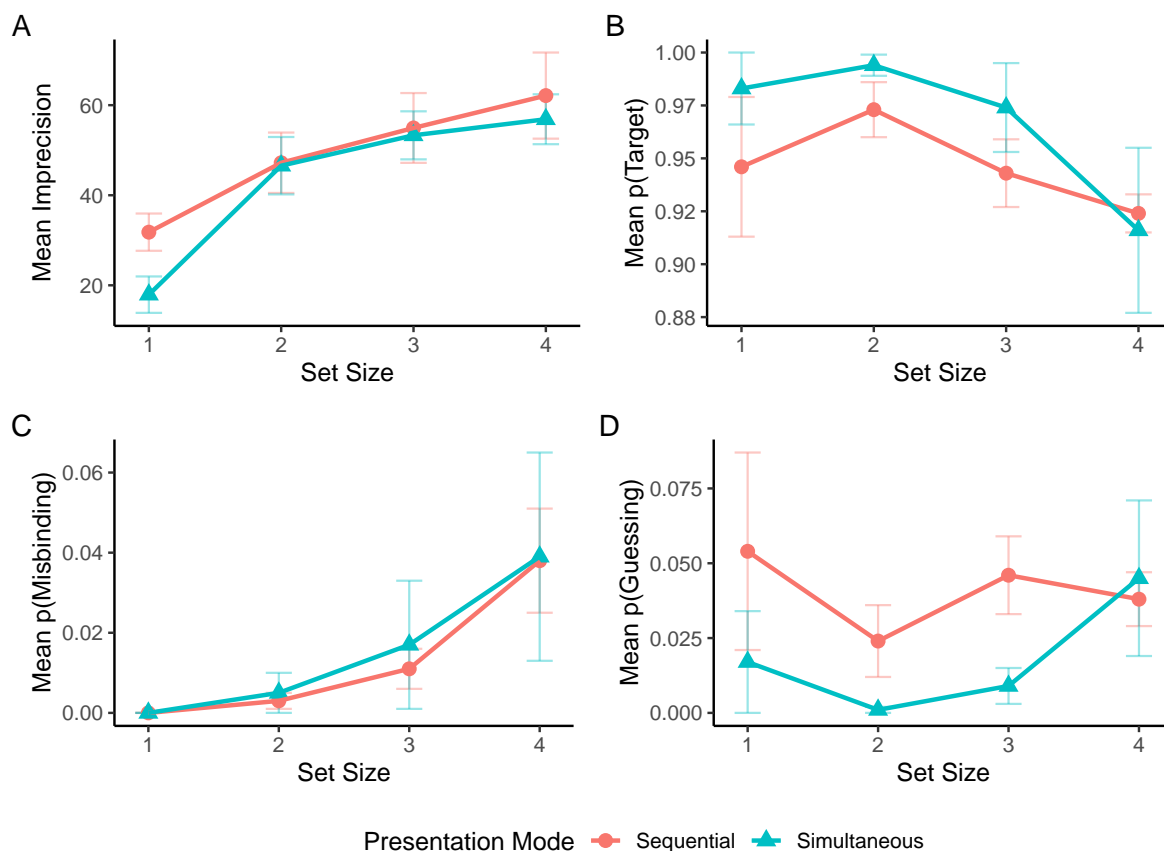 A
Mean Imprecision
60
40
20
1 2 3 4
Set Size
B
Mean p(Target)
1.00
0.97
0.95
0.92
0.90
0.88
1 2 3 4
Set Size
C
Mean p(Misbinding)
0.06
0.04
0.02
0.00
1 2 3 4
Set Size
D
Mean p(Guessing)
0.075
0.050
0.025
0.000
1 2 3 4
Set Size
Presentation Mode Sequential Simultaneous